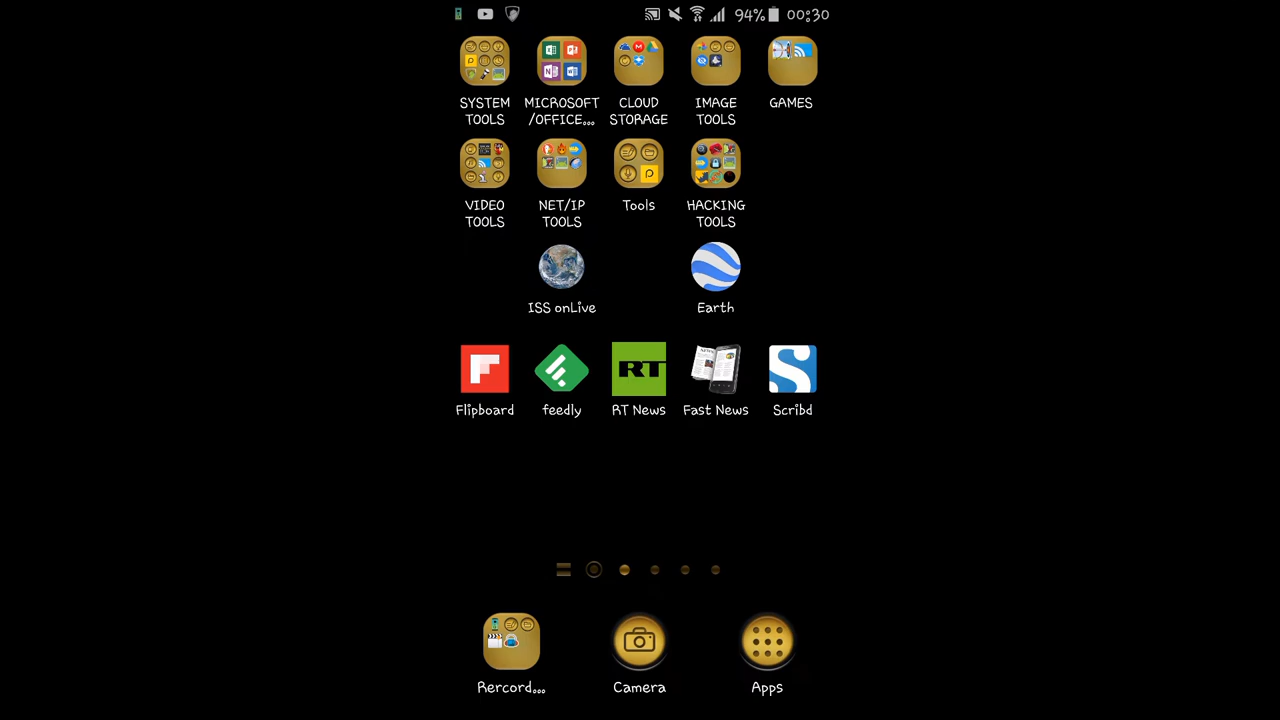 94% 00:30
SYSTEM TOOLS
MICROSOFT /OFFICE...
CLOUD STORAGE
IMAGE TOOLS
GAMES
VIDEO TOOLS
NET/IP TOOLS
Tools
HACKING TOOLS
ISS onLive
Earth
RT
Flipboard
feedly
RT News
Fast News
Scribd
Rercord...
Camera
Apps